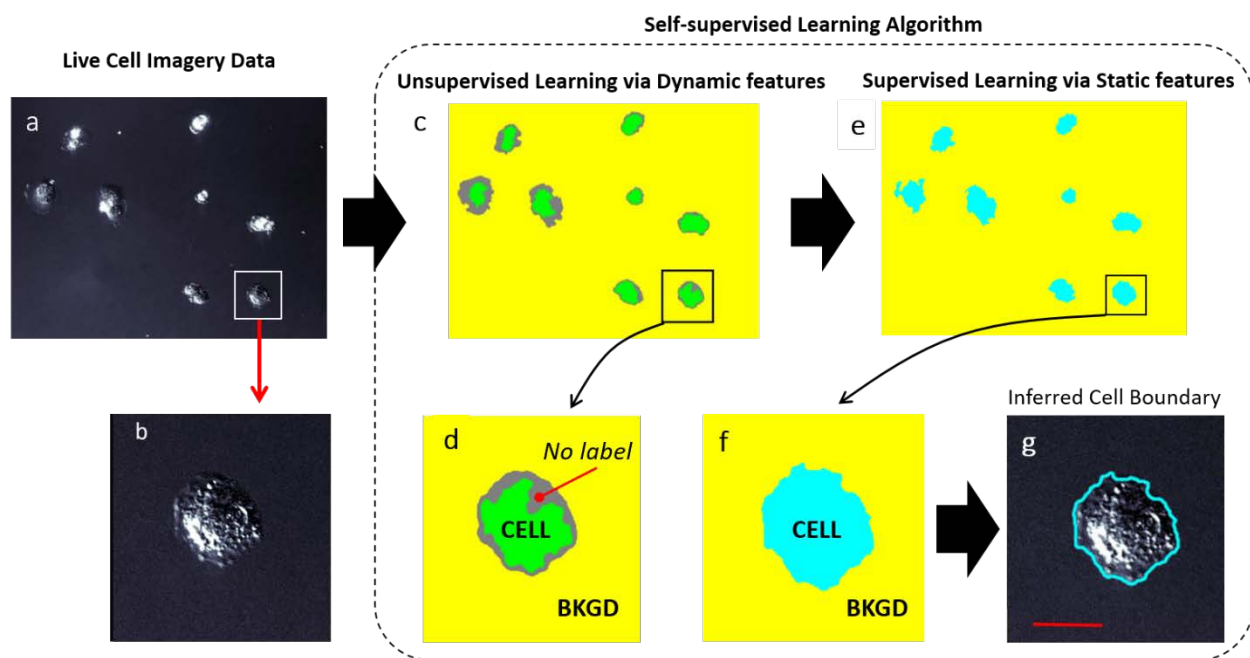 Self-supervised Learning Algorithm
Live Cell Imagery Data
Unsupervised Learning via Dynamic features
Supervised Learning via Static features
a
c
e
b
d
No label
CELL
BKGD
f
CELL
BKGD
Inferred Cell Boundary
g